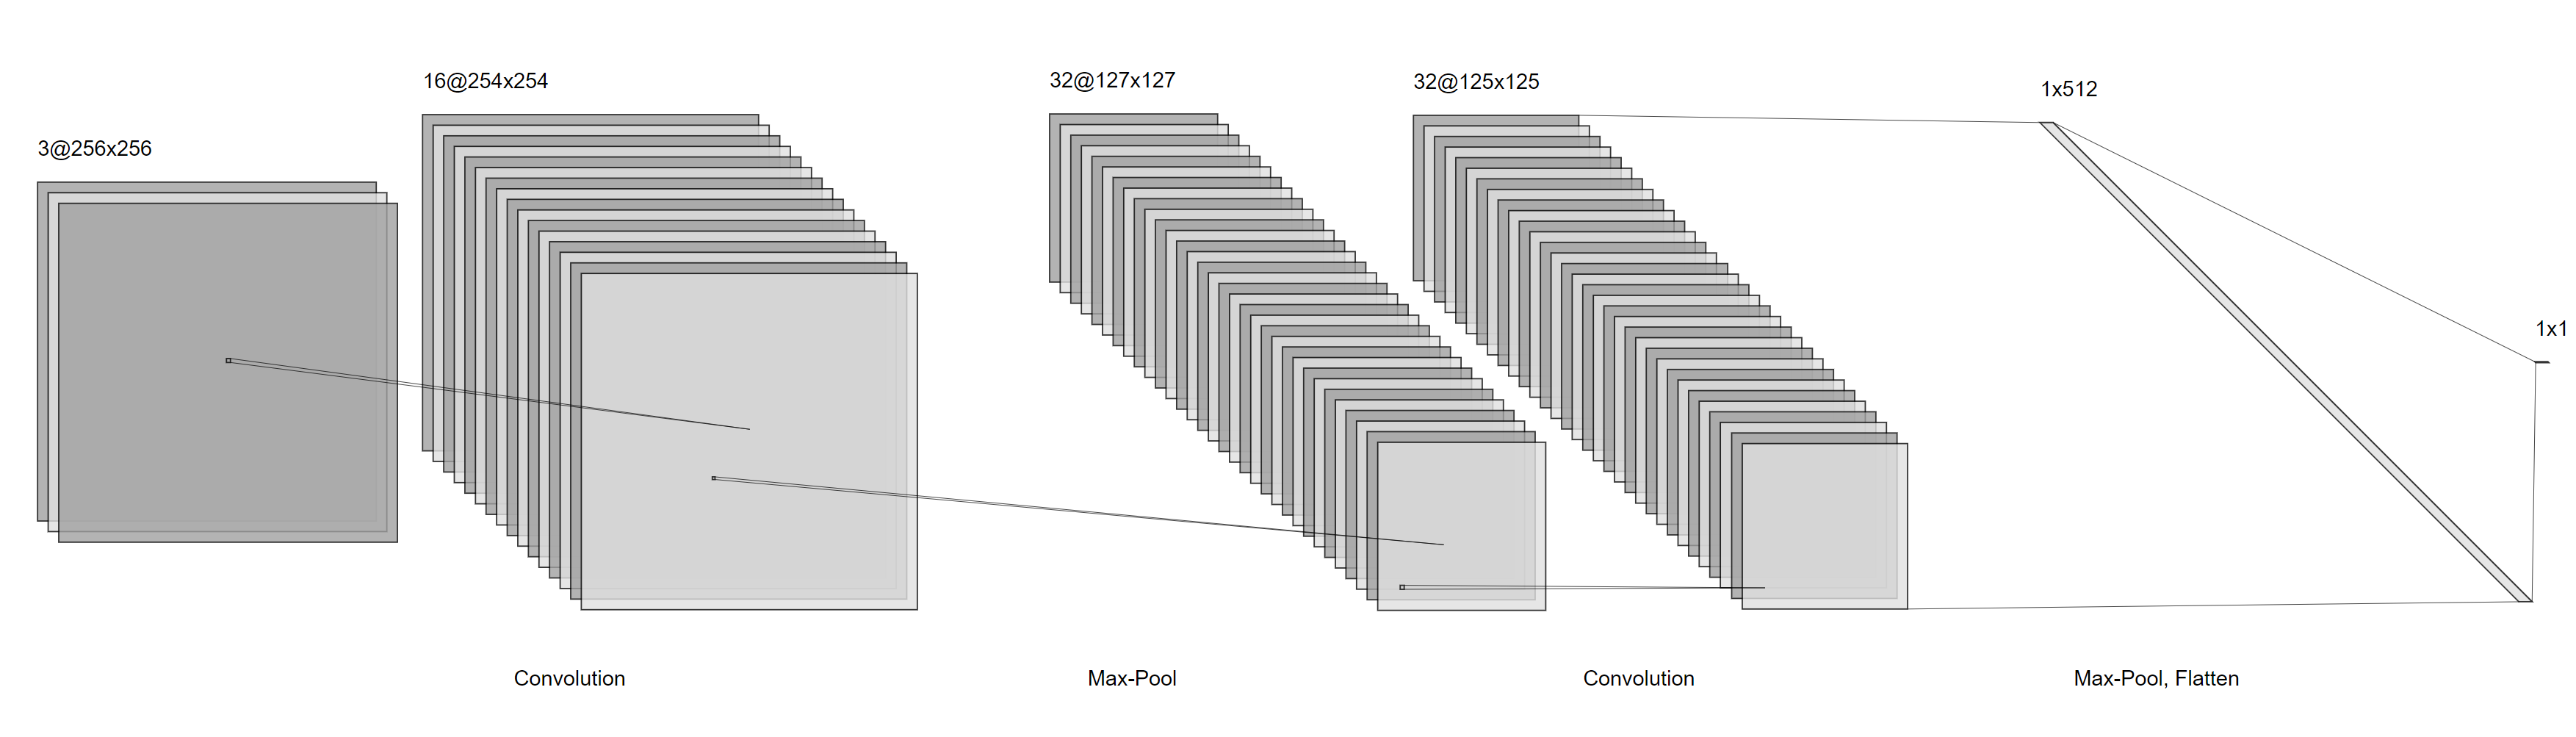 3@256x256
16@254x254
32@127x127
32@125x125
1x512
1x1
Convolution
Max-Pool
Convolution
Max-Pool, Flatten